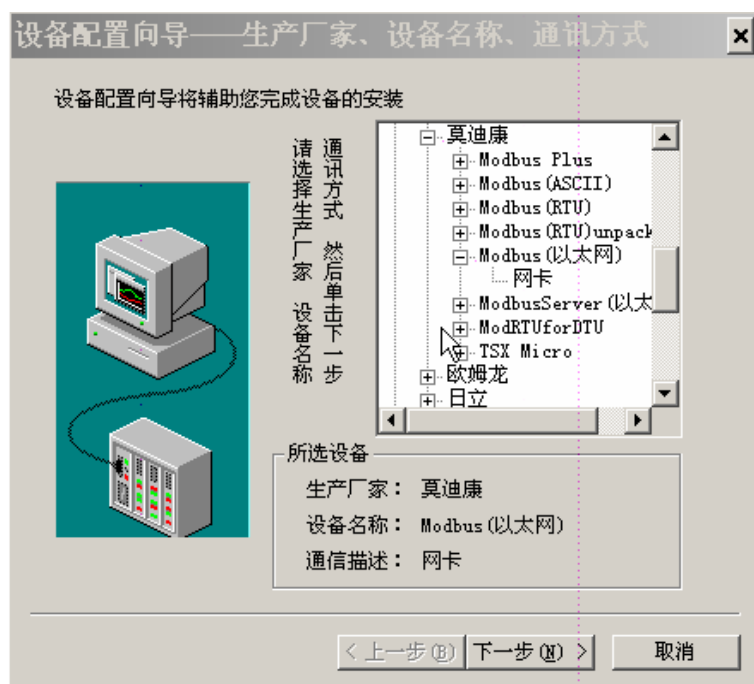 设备配置向导——生产厂家、设备名称、通讯方式
设备配置向导将辅助您完成设备的安装
请选择生产厂家 设备名称
通讯方式 然后单击下一步
莫迪康
Modbus Plus
Modbus(ASCII)
Modbus(RTU)
Modbus(RTU)unpack
Modbus(以太网)
网卡
ModbusServer(以太
ModRTUforDTU
TSX Micro
欧姆龙
日立
所选设备
生产厂家： 莫迪康
设备名称： Modbus(以太网)
通信描述： 网卡
< 上一步(B) 下一步(N) > 取消